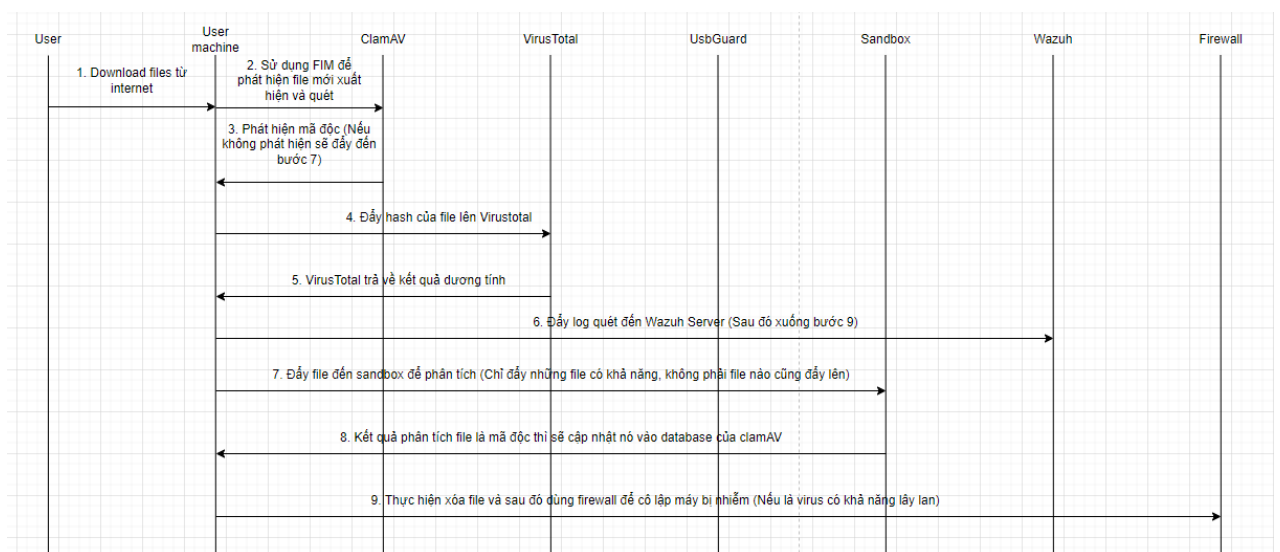 User
User
machine
ClamAV
VirusTotal
UsbGuard
Sandbox
Wazuh
Firewall
1. Download files từ
internet
2. Sử dụng FIM để
phát hiện file mới xuất
hiện và quét
3. Phát hiện mã độc (Nếu
không phát hiện sẽ đẩy đến
bước 7)
4. Đẩy hash của file lên Virustotal
5. VirusTotal trả về kết quả dương tính
6. Đẩy log quét đến Wazuh Server (Sau đó xuống bước 9)
7. Đẩy file đến sandbox để phân tích (Chỉ đẩy những file có khả năng, không phải file nào cũng đẩy lên)
8. Kết quả phân tích file là mã độc thì sẽ cập nhật nó vào database của clamAV
9. Thực hiện xóa file và sau đó dùng firewall để cô lập máy bị nhiễm (Nếu là virus có khả năng lây lan)